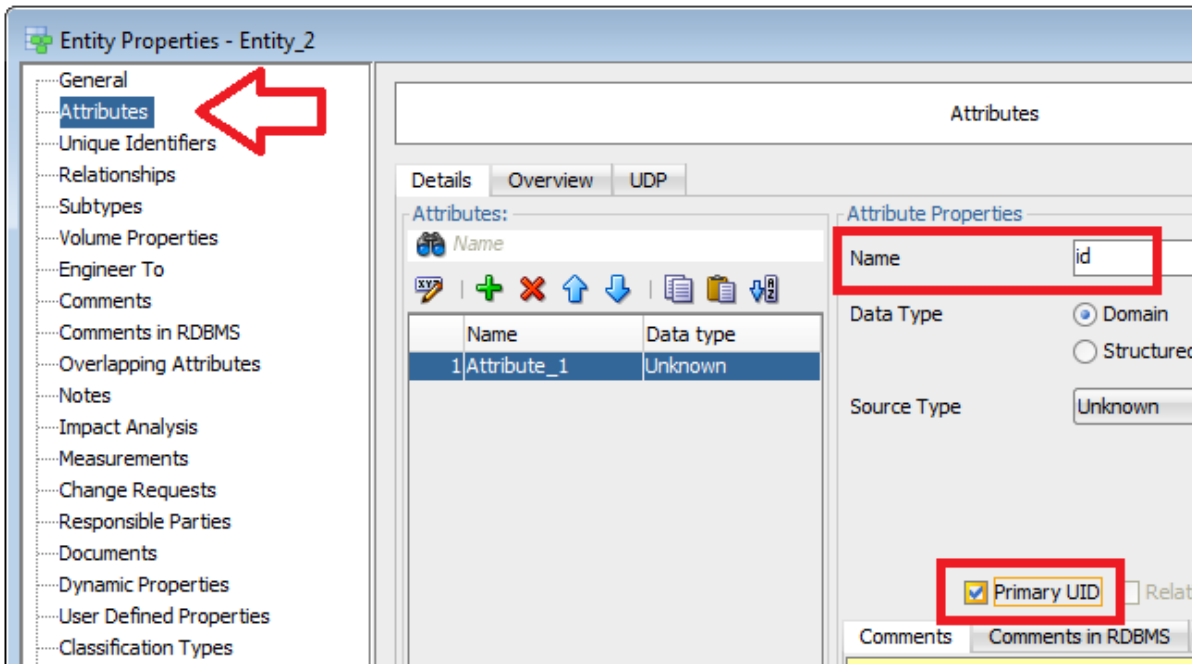 Entity Properties - Entity_2
General
Attributes
Unique Identifiers
Relationships
Subtypes
Volume Properties
Engineer To
Comments
Comments in RDBMS
Overlapping Attributes
Notes
Impact Analysis
Measurements
Change Requests
Responsible Parties
Documents
Dynamic Properties
User Defined Properties
Classification Types
Attributes
Details Overview UDP
Attributes:
Name
Name Data type
1 Attribute_1 Unknown
Attribute Properties
Name id
Data Type Domain
Structured
Source Type Unknown
Primary UID Relat
Comments Comments in RDBMS